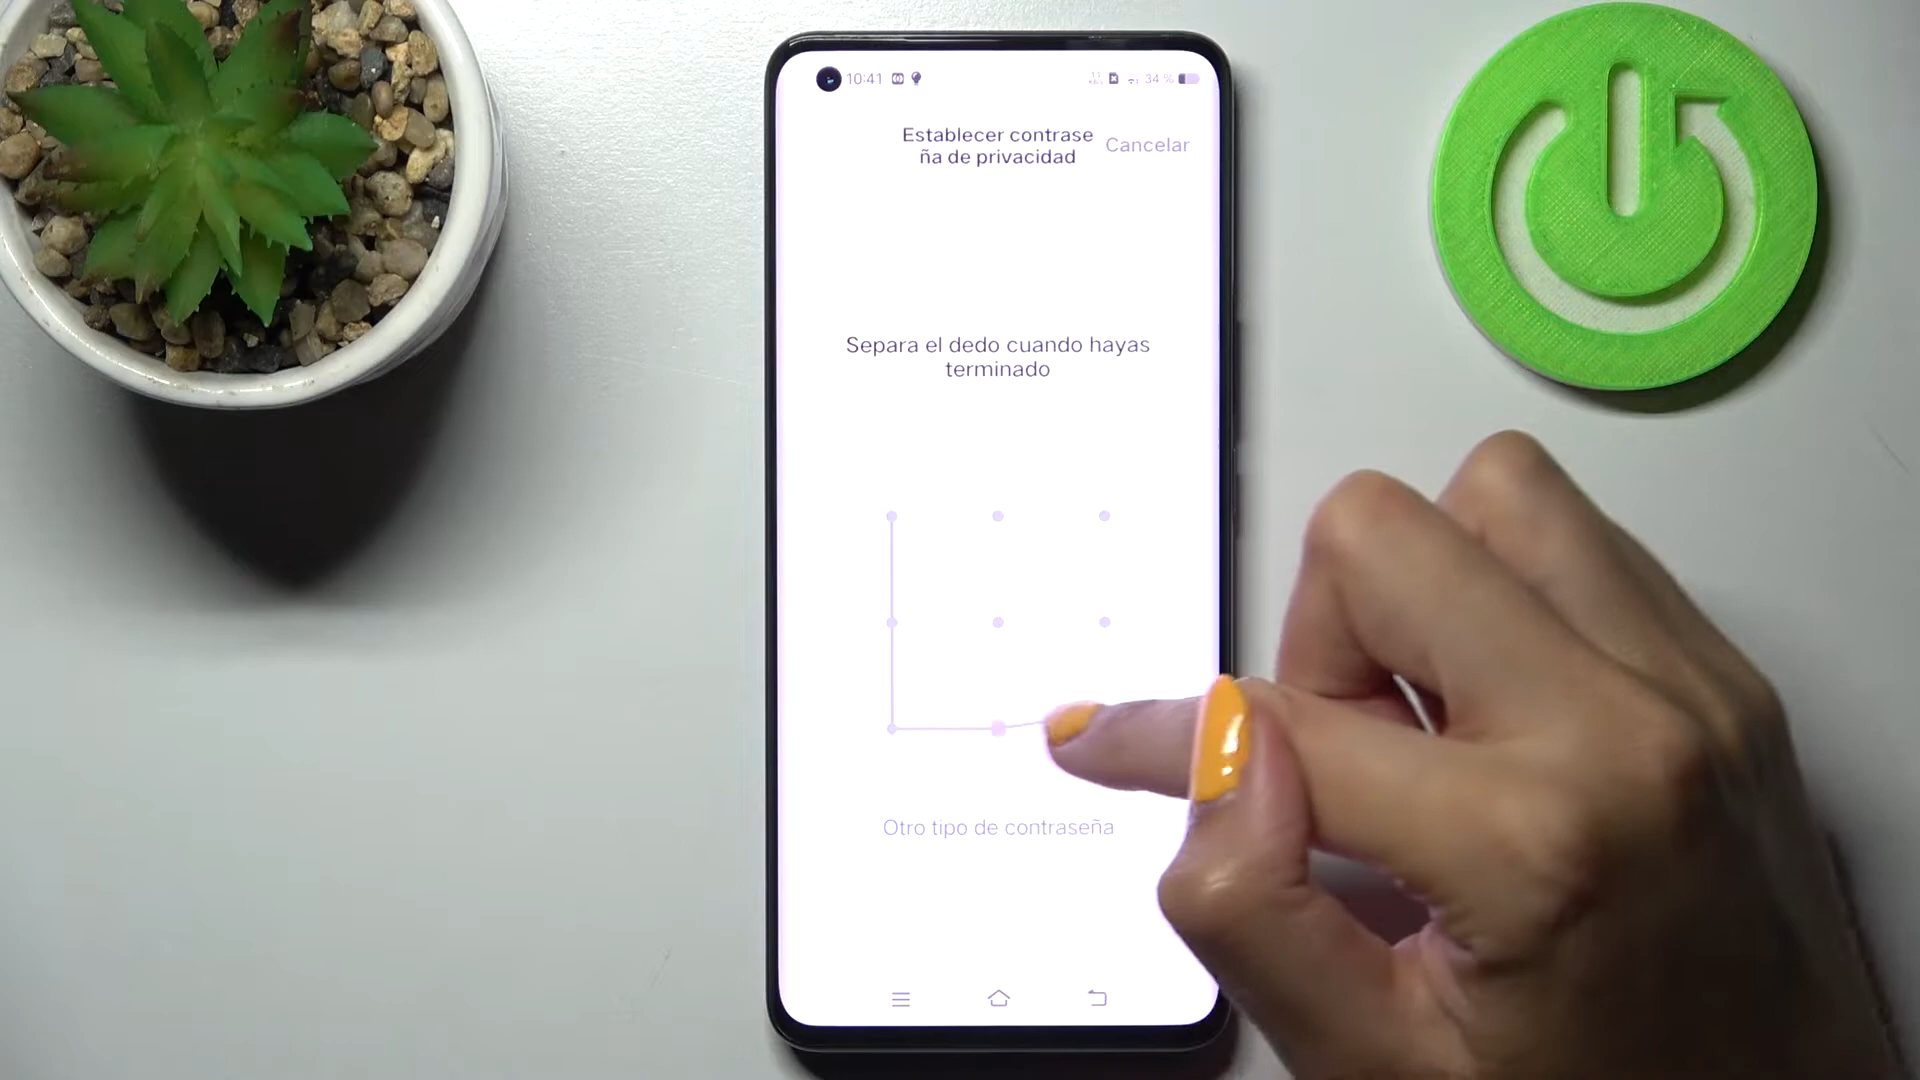 10:41
34 %
Establecer contrase
ña de privacidad
Cancelar
Separa el dedo cuando hayas
terminado
Otro tipo de contraseña